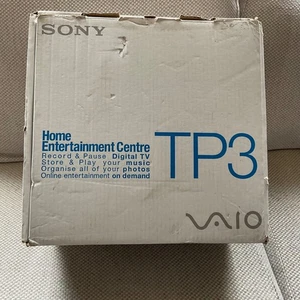 SONY
Home
Entertainment Centre
Record & Pause Digital TV
Store & Play your music
Organise all of your photos
Online entertainment on demand
TP3
VAIO